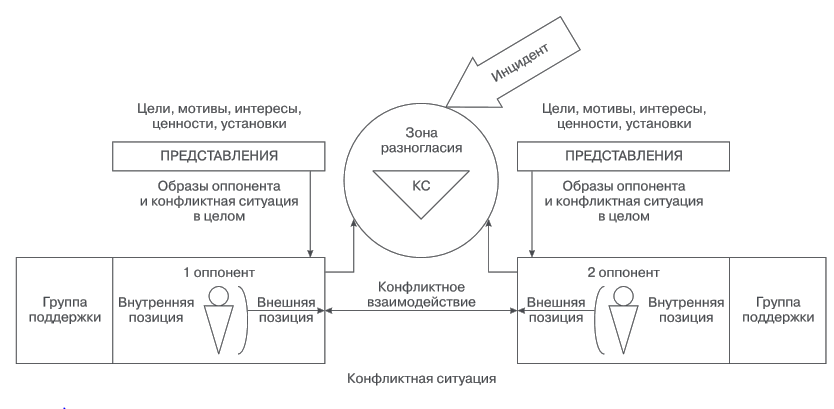 Инцидент
Цели, мотивы, интересы,
ценности, установки
ПРЕДСТАВЛЕНИЯ
Образы оппонента
и конфликтная ситуация
в целом
Зона
разногласия
КС
Цели, мотивы, интересы,
ценности, установки
ПРЕДСТАВЛЕНИЯ
Образы оппонента
и конфликтная ситуация
в целом
Группа
поддержки
1 оппонент
Внутренняя
позиция
Внешняя
позиция
Конфликтное
взаимодействие
2 оппонент
Внешняя
позиция
Внутренняя
позиция
Группа
поддержки
Конфликтная ситуация